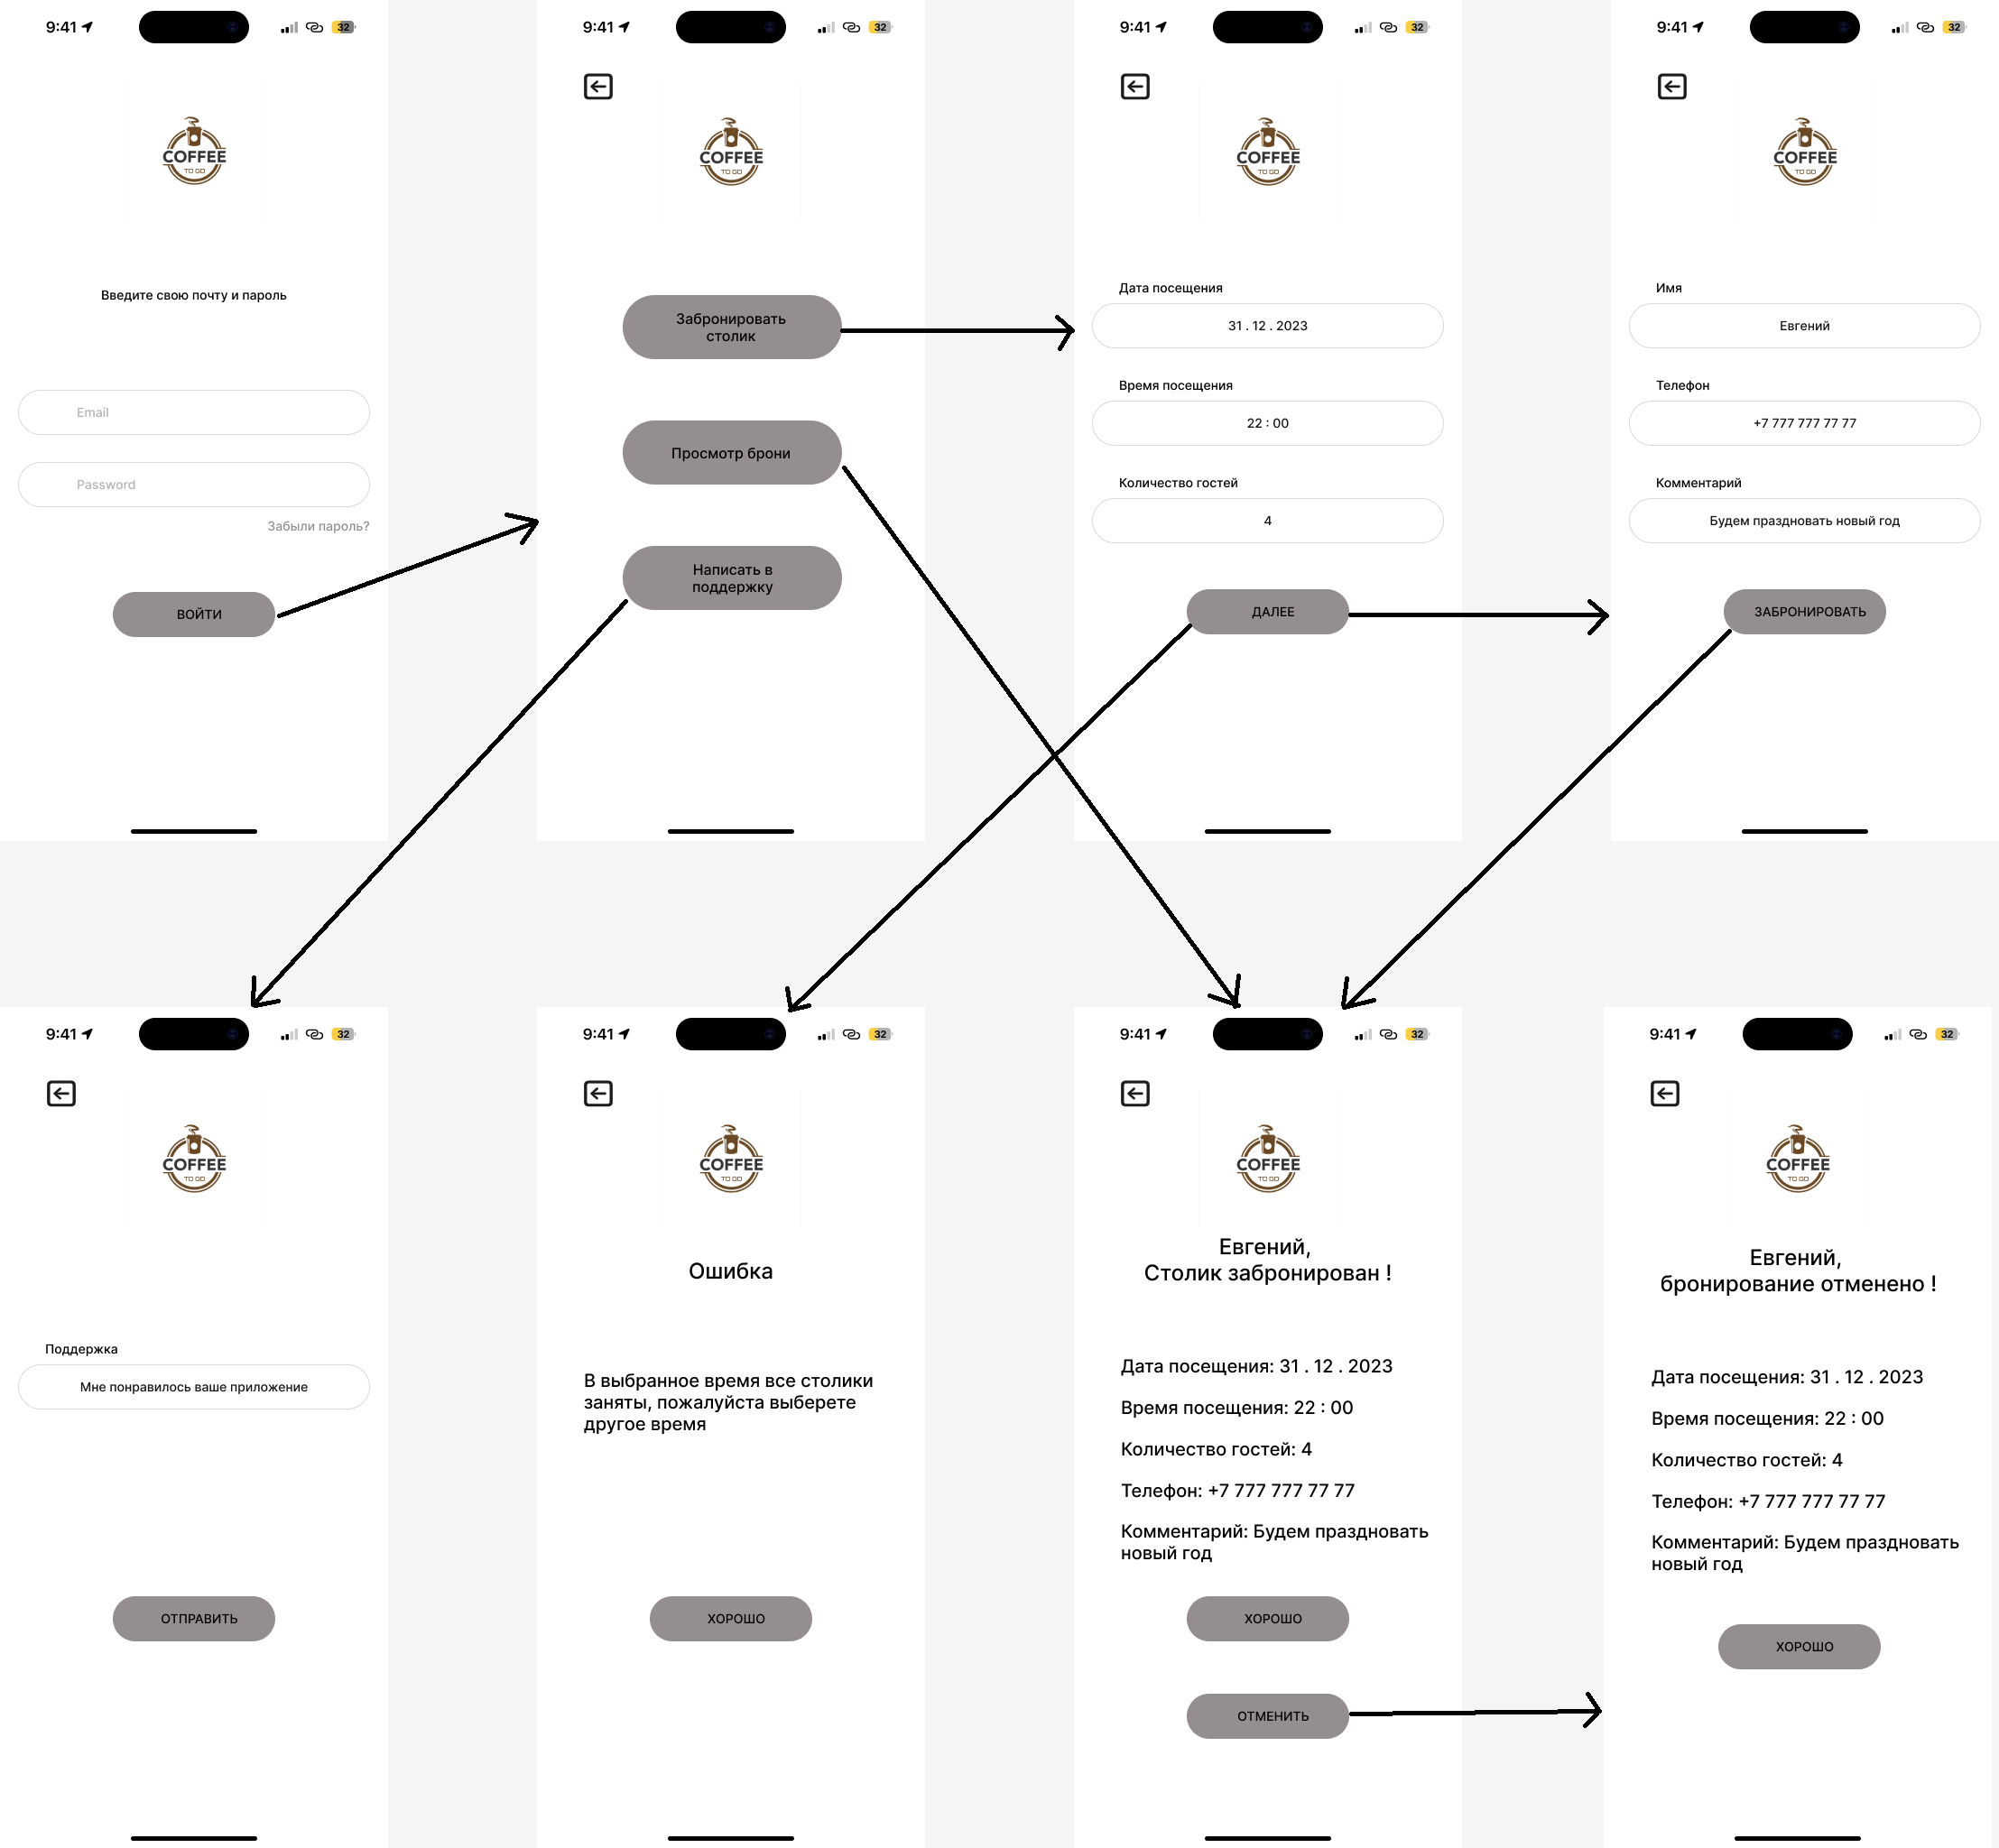 9:41
32
COFFEE
TO GO
Введите свою почту и пароль
Email
Password
Забыли пароль?
ВОЙТИ
9:41
32
COFFEE
TO GO
Забронировать
столик
Просмотр брони
Написать в
поддержку
9:41
32
COFFEE
TO GO
Дата посещения
31 . 12 . 2023
Время посещения
22 : 00
Количество гостей
4
ДАЛЕЕ
9:41
32
COFFEE
TO GO
Имя
Евгений
Телефон
+7 777 777 77 77
Комментарий
Будем праздновать новый год
ЗАБРОНИРОВАТЬ
9:41
32
COFFEE
TO GO
Поддержка
Мне понравилось ваше приложение
ОТПРАВИТЬ
9:41
32
COFFEE
TO GO
Ошибка
В выбранное время все столики
заняты, пожалуйста выберете
другое время
ХОРОШО
9:41
32
COFFEE
TO GO
Евгений,
Столик забронирован !
Дата посещения: 31 . 12 . 2023
Время посещения: 22 : 00
Количество гостей: 4
Телефон: +7 777 777 77 77
Комментарий: Будем праздновать
новый год
ХОРОШО
ОТМЕНИТЬ
9:41
32
COFFEE
TO GO
Евгений,
бронирование отменено !
Дата посещения: 31 . 12 . 2023
Время посещения: 22 : 00
Количество гостей: 4
Телефон: +7 777 777 77 77
Комментарий: Будем праздновать
новый год
ХОРОШО